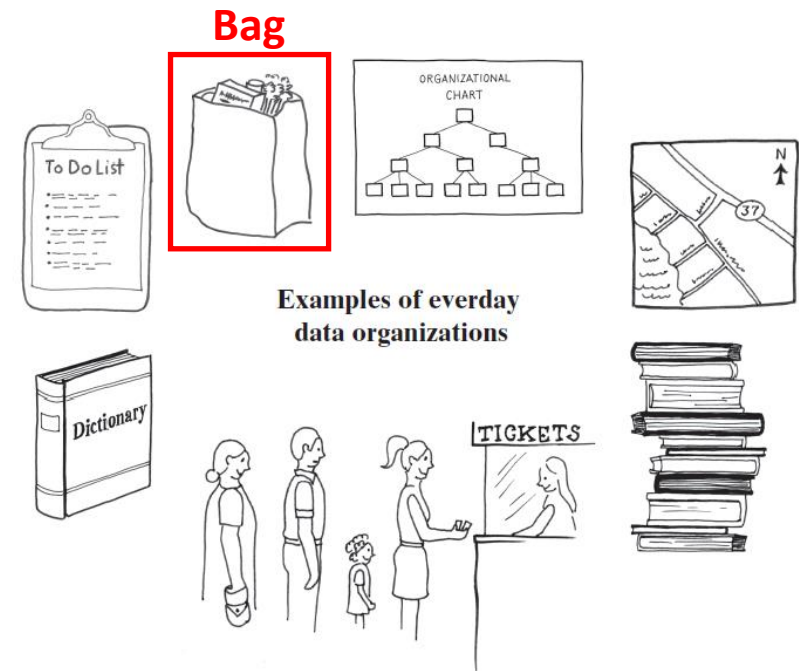 Bag
ORGANIZATIONAL
CHART
To Do List
N
37
Examples of everday
data organizations
Dictionary
TICKETS